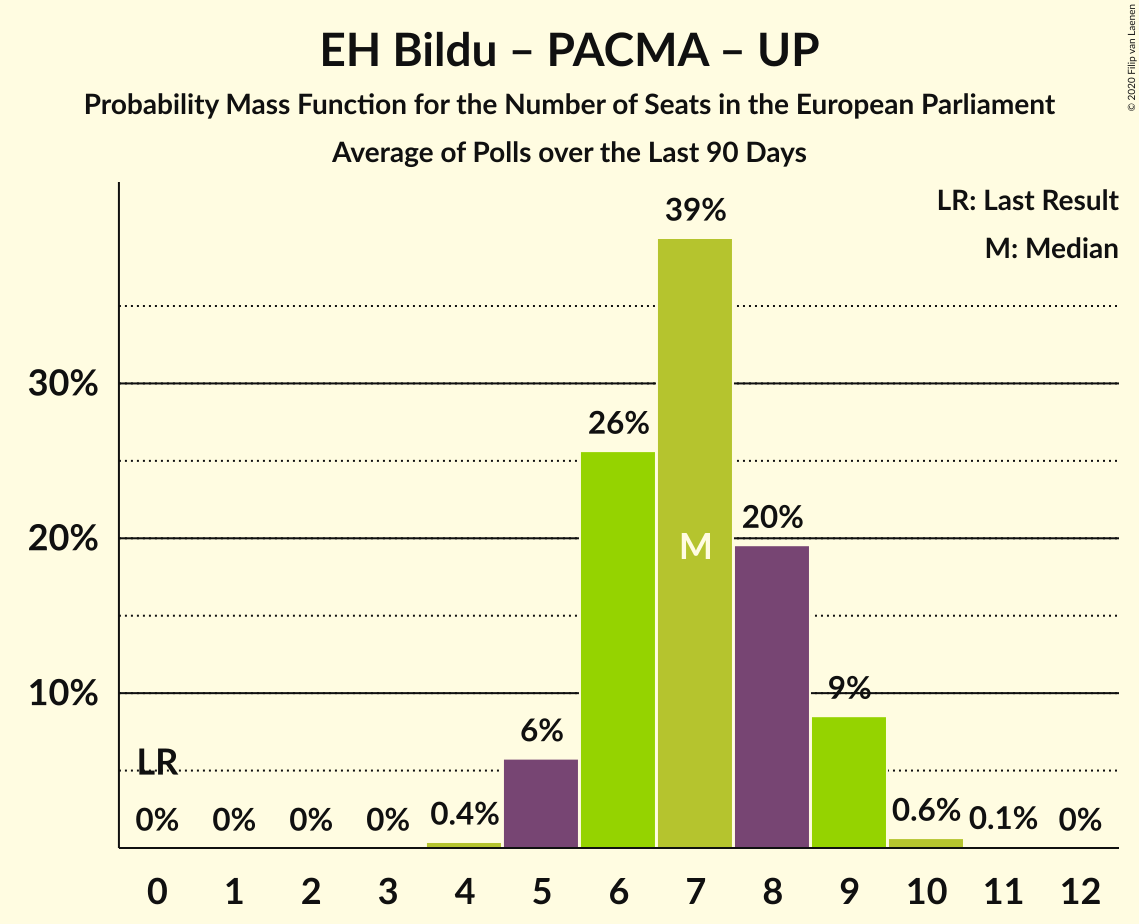 EH Bildu – PACMA – UP
Probability Mass Function for the Number of Seats in the European Parliament
Average of Polls over the Last 90 Days
© 2020 Filip van Laenen
LR: Last Result
M: Median
39%
30%
26%
20%
20%
M
10%
9%
6%
LR
0%
0%
0%
0%
0.4%
0.6%
0.1%
0%
0 1 2 3 4 5 6 7 8 9 10 11 12